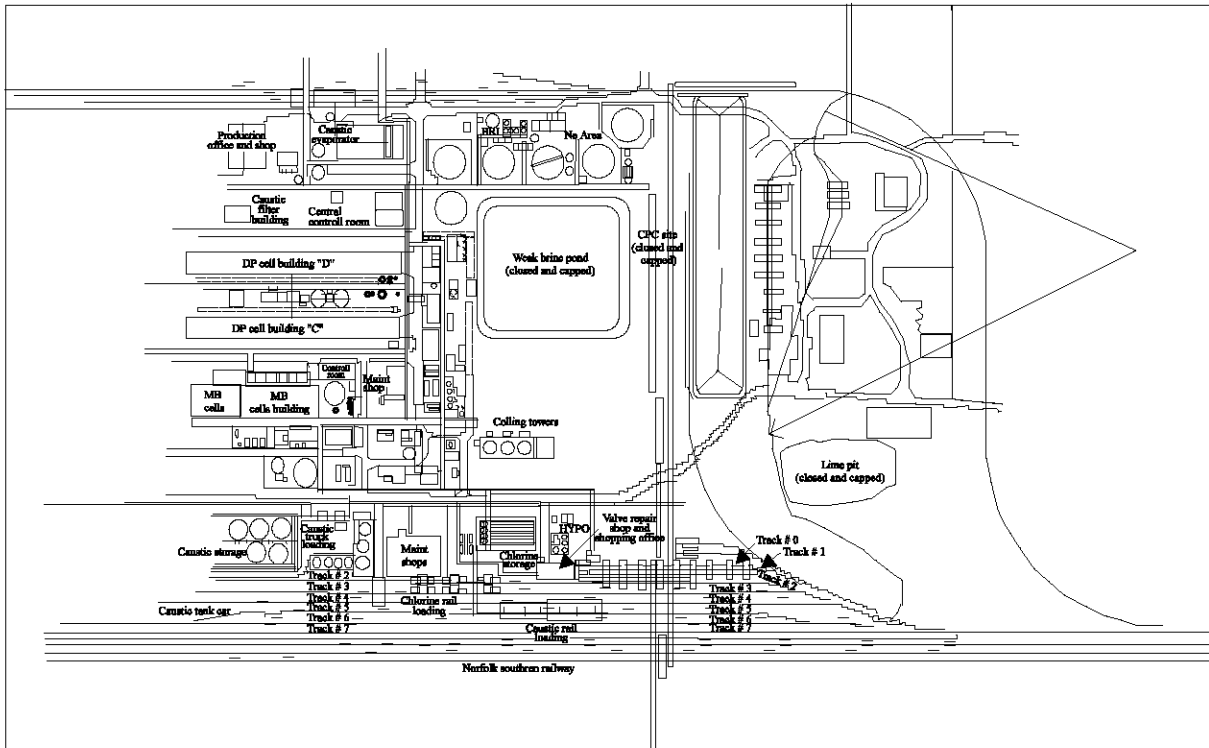 Production
office and shop
Caustic
evaporator
BRI
No Area
Caustic
filter
building
Central
controll room
Weak brine pond
(closed and capped)
CPC site
(closed and
capped)
DP cell building "D"
DP cell building "C"
Controll
room
Maint
shop
MB
cells
MB
cells building
Colling towers
Lime pit
(closed and capped)
Caustic storage
Caustic
truck
loading
Maint
shops
Chlorine
storage
HYPO
Valve repair
shop and
shopping office
Track # 0
Track # 1
Track # 2
Track # 2
Track # 3
Track # 4
Track # 5
Track # 6
Track # 7
Caustic tank car
Chlorine rail
loading
Caustic rail
loading
Track # 3
Track # 4
Track # 5
Track # 6
Track # 7
Norfolk southren railway